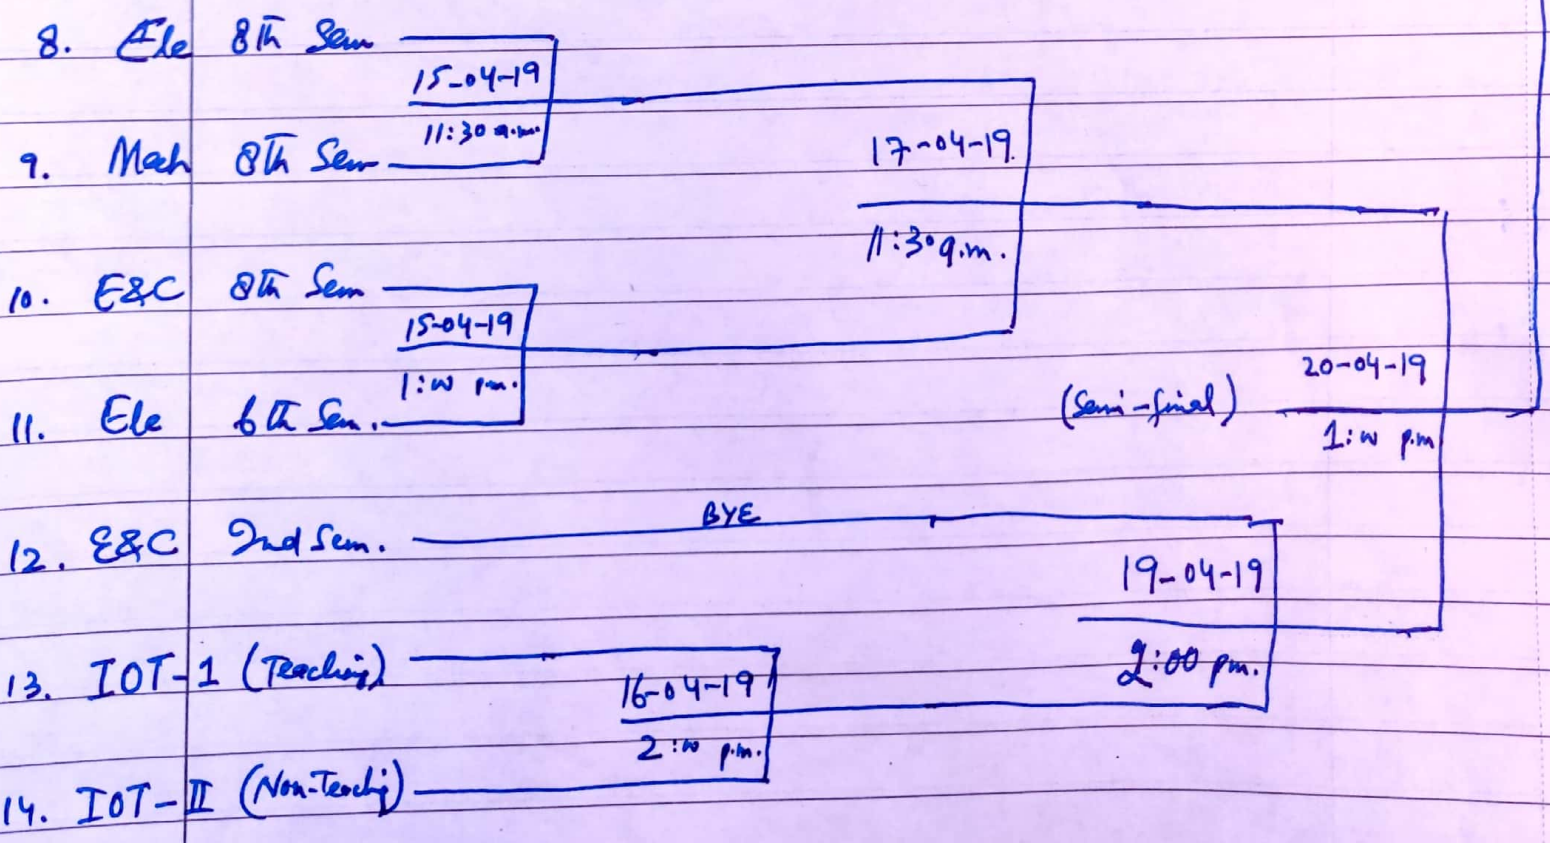 8. Ele 8th Sem
15-04-19
11:30 a.m.
9. Mech 8th Sem
17-04-19.
11:30 a.m.
10. E&C 8th Sem
15-04-19
1:00 p.m.
20-04-19
(Semi-final)
11. Ele 6th Sem.
1:00 p.m
BYE
12. E&C 2nd Sem.
19-04-19
2:00 pm.
13. IOT-1 (Teaching)
16-04-19
2:00 p.m.
14. IOT-II (Non-Teachig)